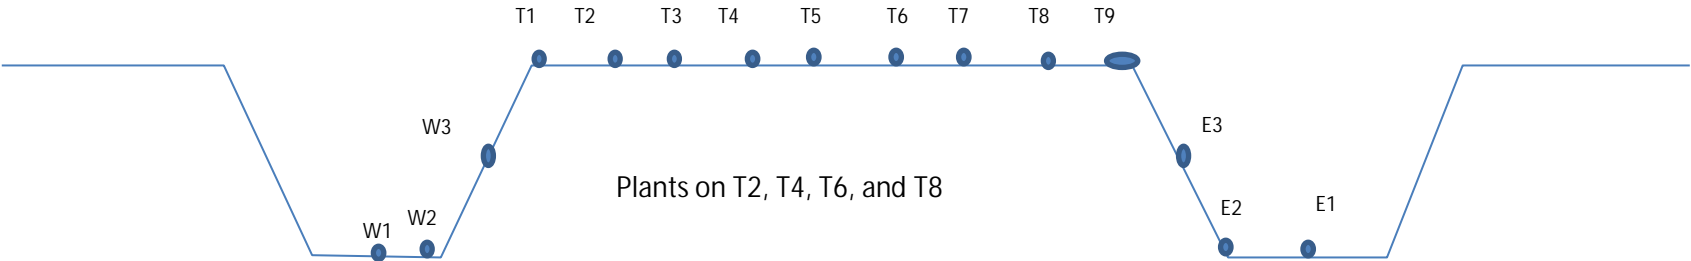 T1 T2 T3 T4 T5 T6 T7 T8 T9
W3
E3
Plants on T2, T4, T6, and T8
W2
E2
E1
W1